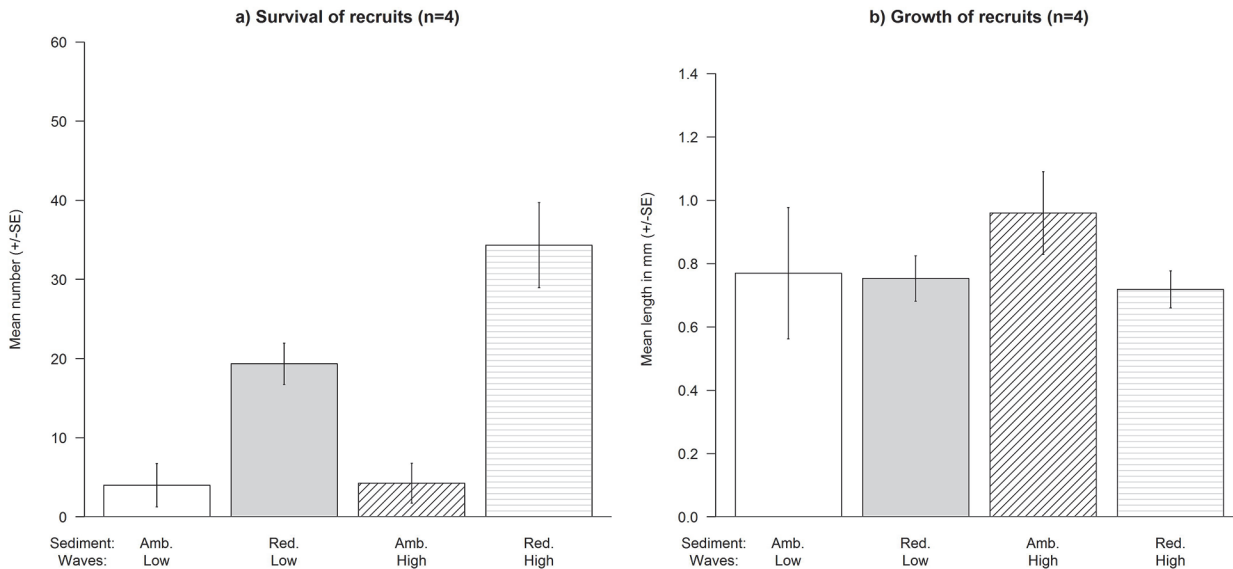 a) Survival of recruits (n=4)
Mean number (+/-SE)
60
50
40
30
20
10
0
Sediment: Amb. Red. Amb. Red.
Waves: Low Low High High
b) Growth of recruits (n=4)
Mean length in mm (+/-SE)
1.4
1.2
1.0
0.8
0.6
0.4
0.2
0.0
Sediment: Amb. Red. Amb. Red.
Waves: Low Low High High